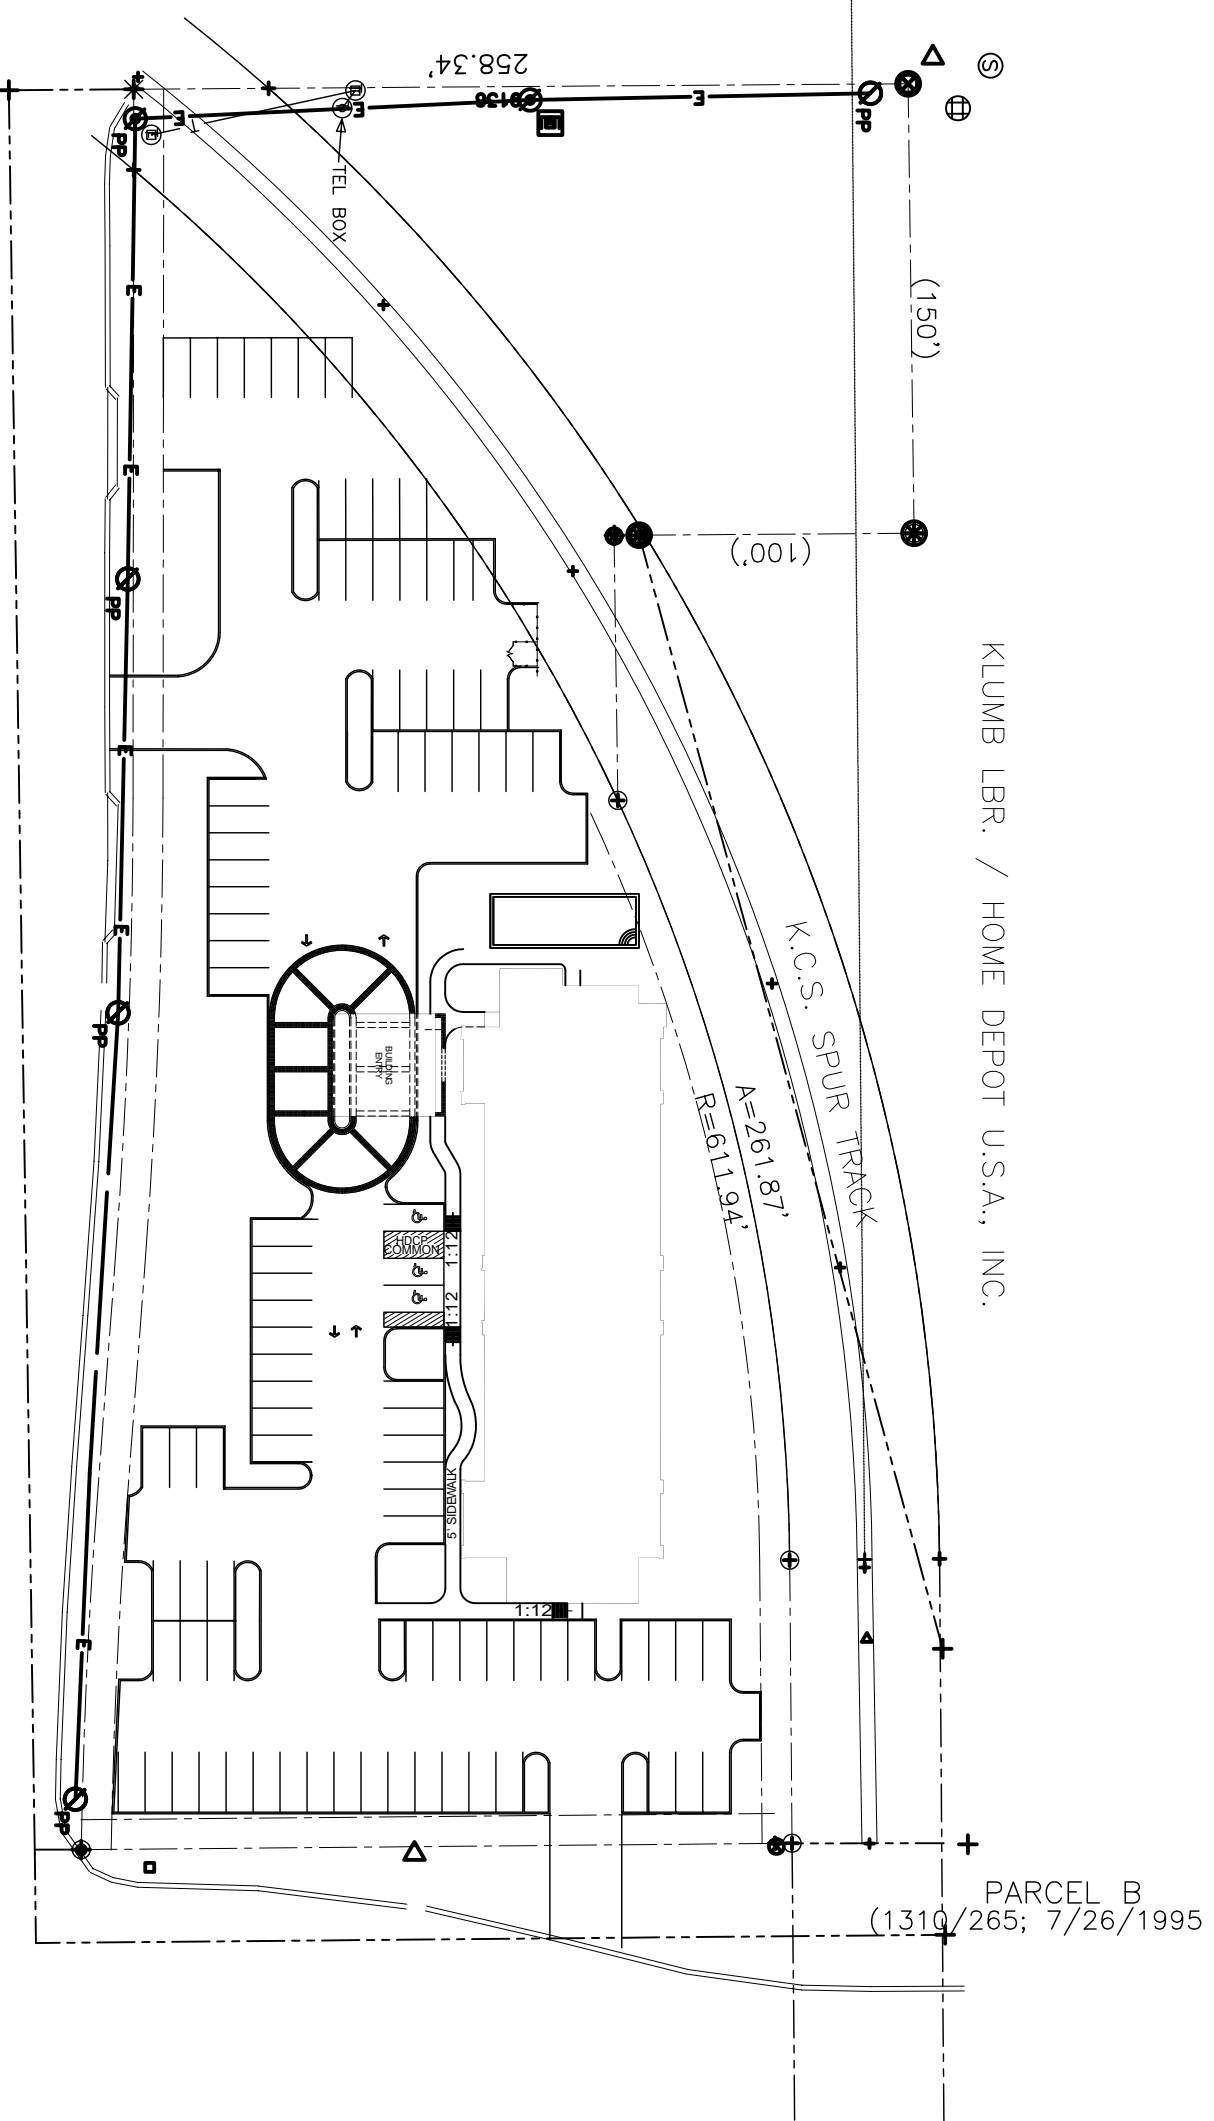 258.34'
S
E
E
E
9136
E
PP
PP
E
TEL BOX
(150')
E
E
(100')
PP
KLUMB LBR. / HOME DEPOT U.S.A., INC.
E
E
K.C.S. SPUR TRACK
PP
BUILDING
ENTRY
A=261.87'
R=611.94'
HDCP
COMMON
1:12
1:12
5' SIDEWALK
1:12
E
PP
PARCEL B
(1310/265; 7/26/1995